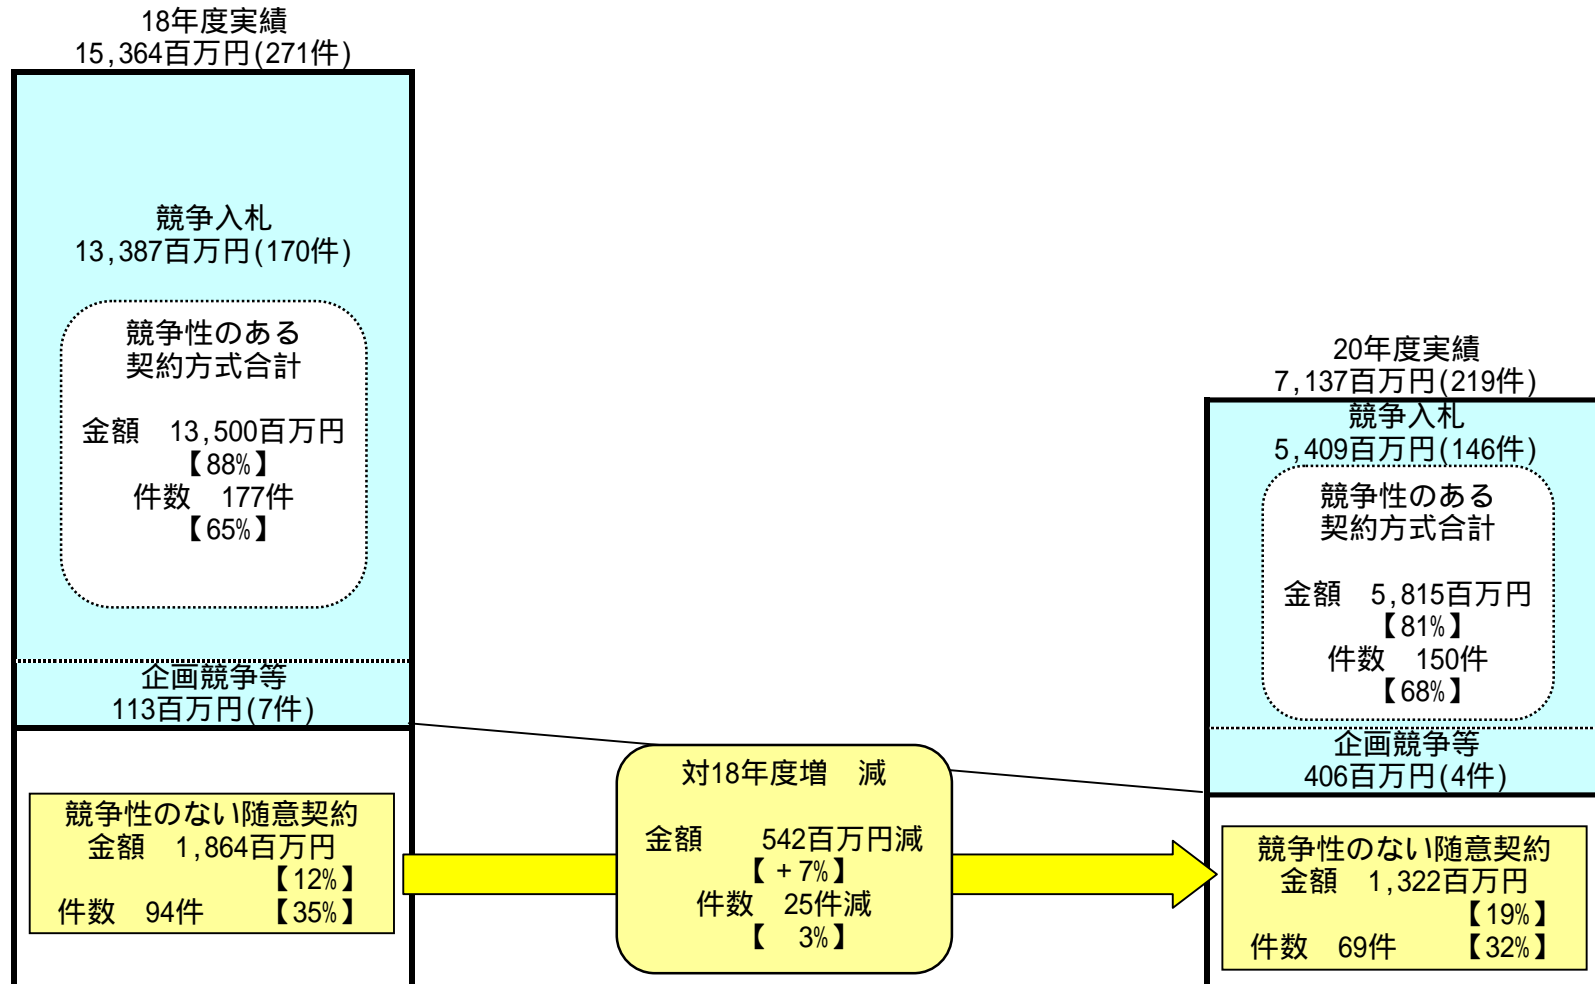 18年度実績
15,364百万円(271件)
競争入札
13,387百万円(170件)
競争性のある
契約方式合計
金額　13,500百万円
【88%】
件数　177件
【65%】
企画競争等
113百万円(7件)
競争性のない随意契約
金額　1,864百万円
【12%】
件数　94件　【35%】
対18年度増　減
金額　　542百万円減
【 +7%】
件数　25件減
【　3%】
20年度実績
7,137百万円(219件)
競争入札
5,409百万円(146件)
競争性のある
契約方式合計
金額　5,815百万円
【81%】
件数　150件
【68%】
企画競争等
406百万円(4件)
競争性のない随意契約
金額　1,322百万円
【19%】
件数　69件　【32%】